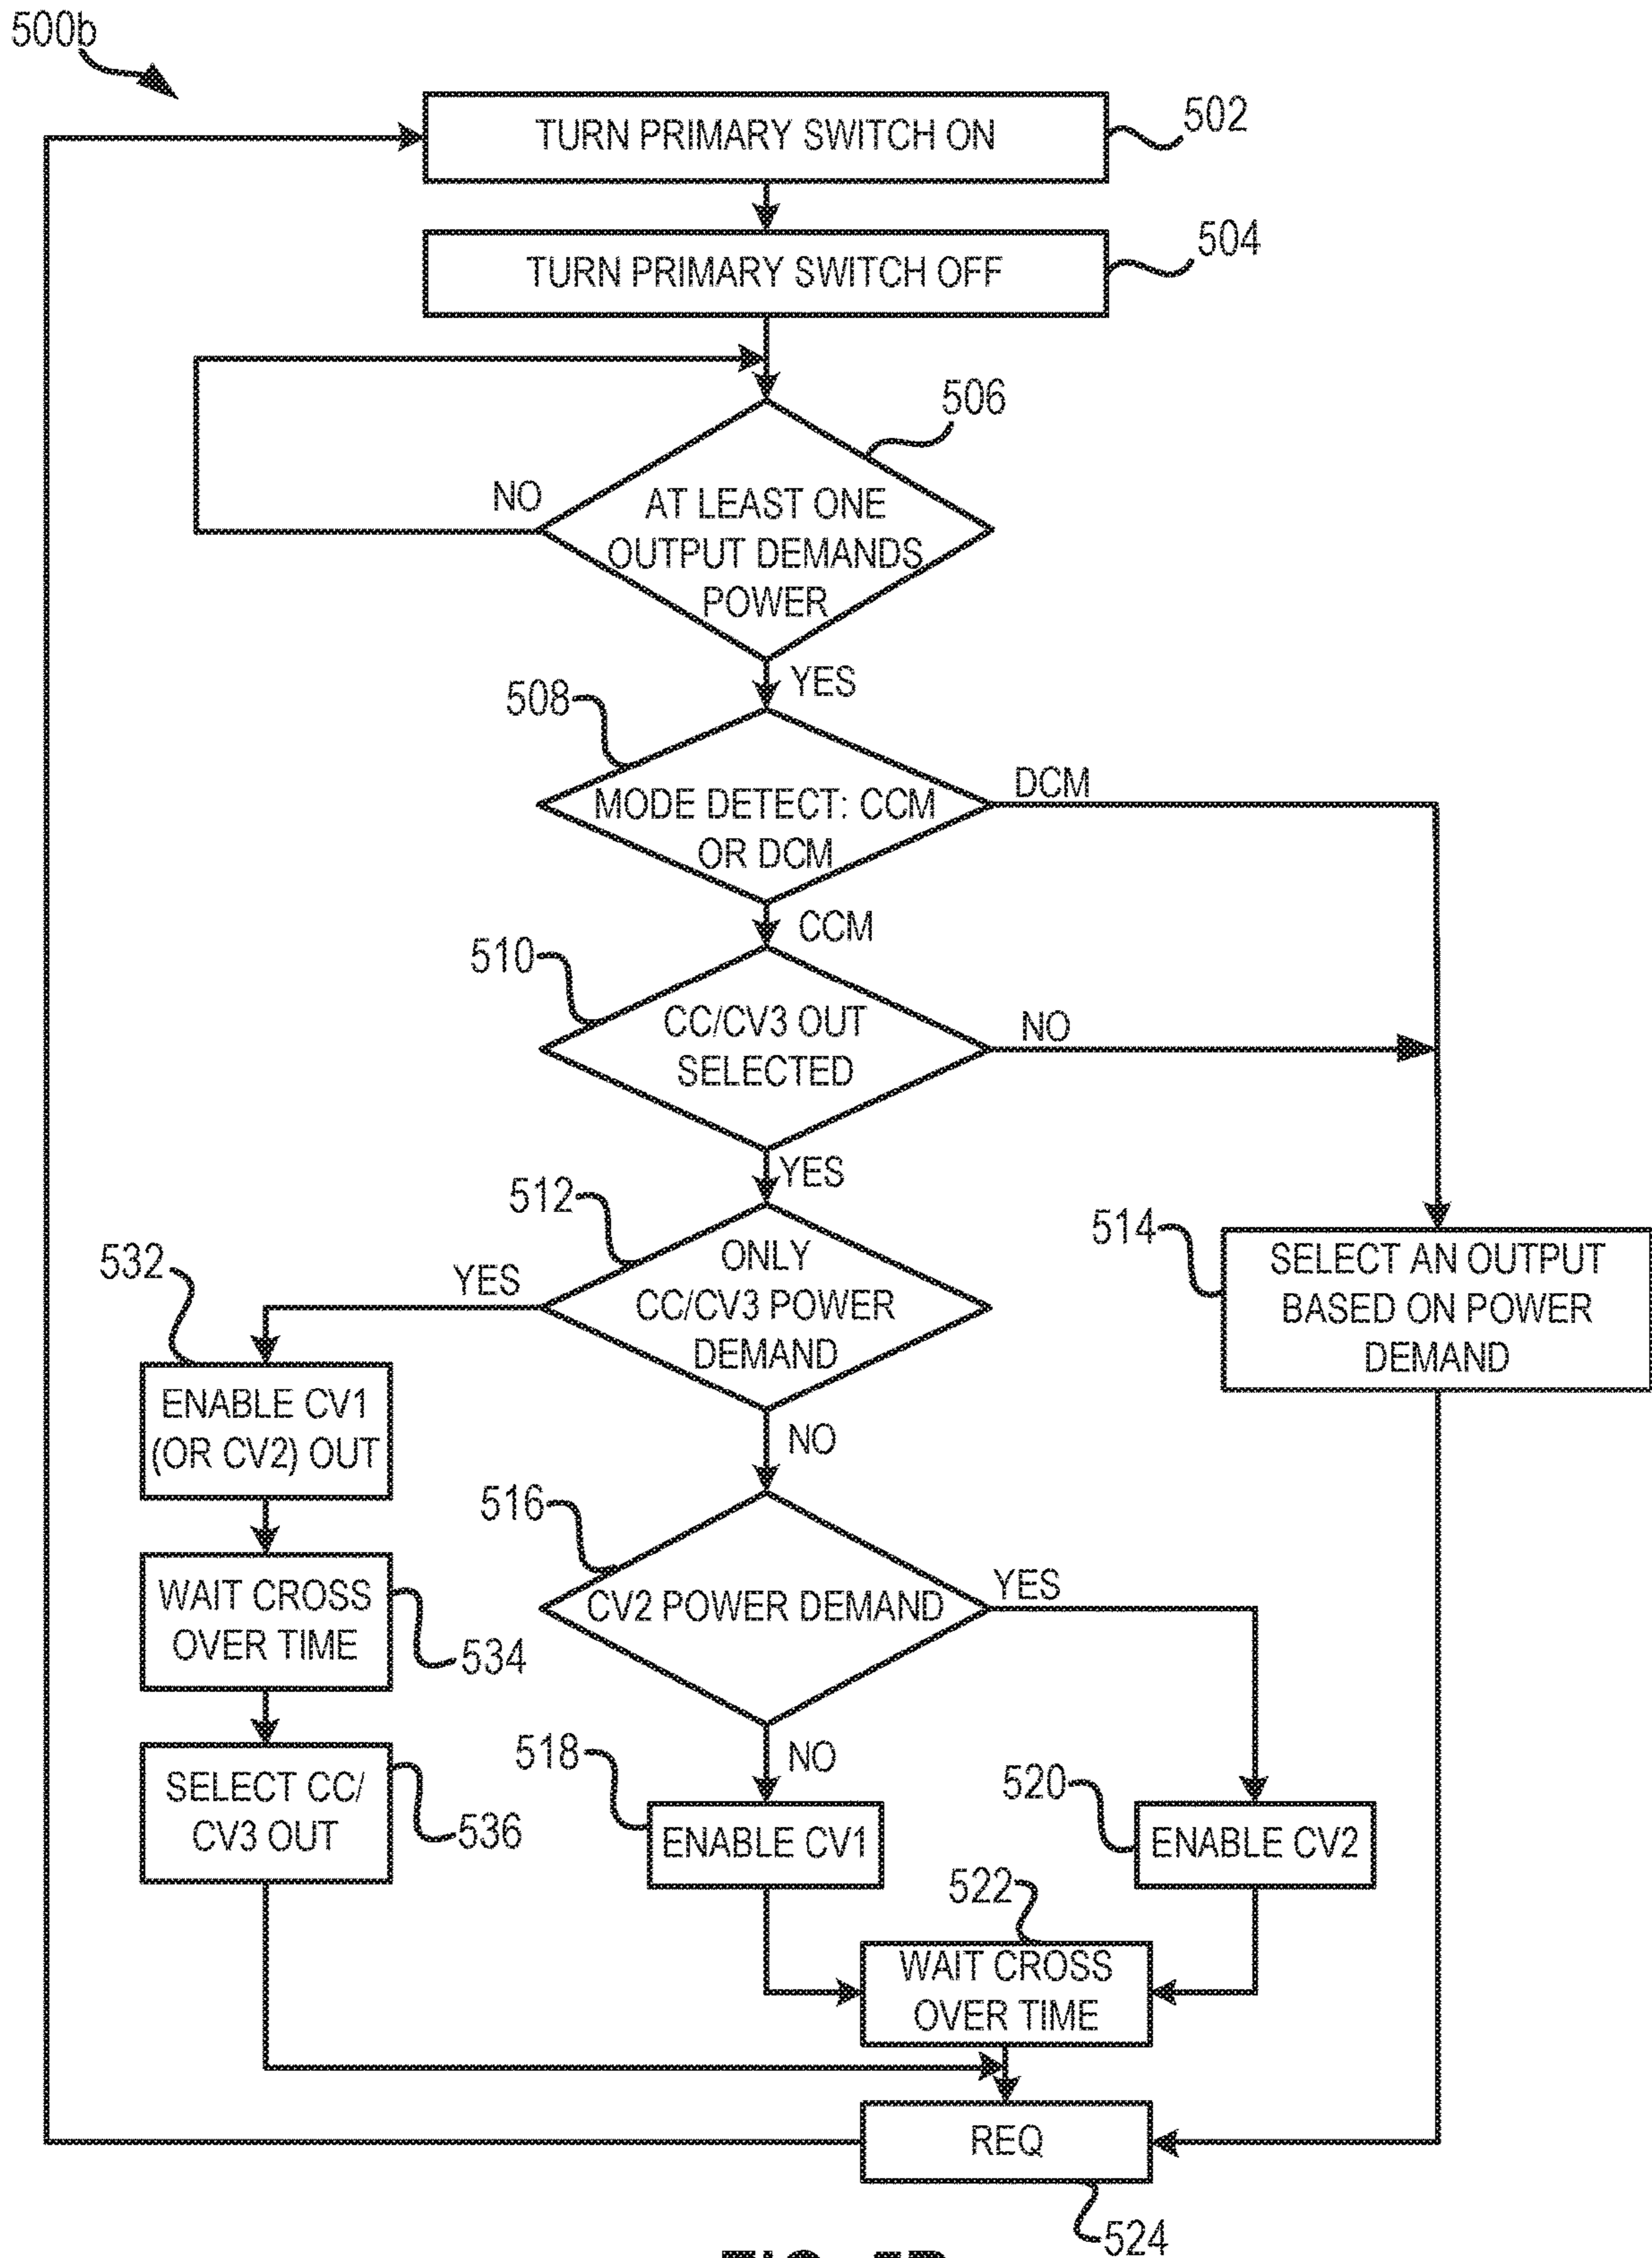 500b
TURN PRIMARY SWITCH ON
502
TURN PRIMARY SWITCH OFF
504
506
NO
AT LEAST ONE
OUTPUT DEMANDS
POWER
YES
508
DCM
MODE DETECT: CCM
OR DCM
CCM
510
CC/CV3 OUT
SELECTED
NO
YES
512
ONLY
CC/CV3 POWER
DEMAND
YES
514
SELECT AN OUTPUT
BASED ON POWER
DEMAND
532
ENABLE CV1
(OR CV2) OUT
NO
516
CV2 POWER DEMAND
YES
WAIT CROSS
OVER TIME
534
NO
518
520
SELECT CC/
CV3 OUT
536
ENABLE CV1
ENABLE CV2
522
WAIT CROSS
OVER TIME
REQ
524